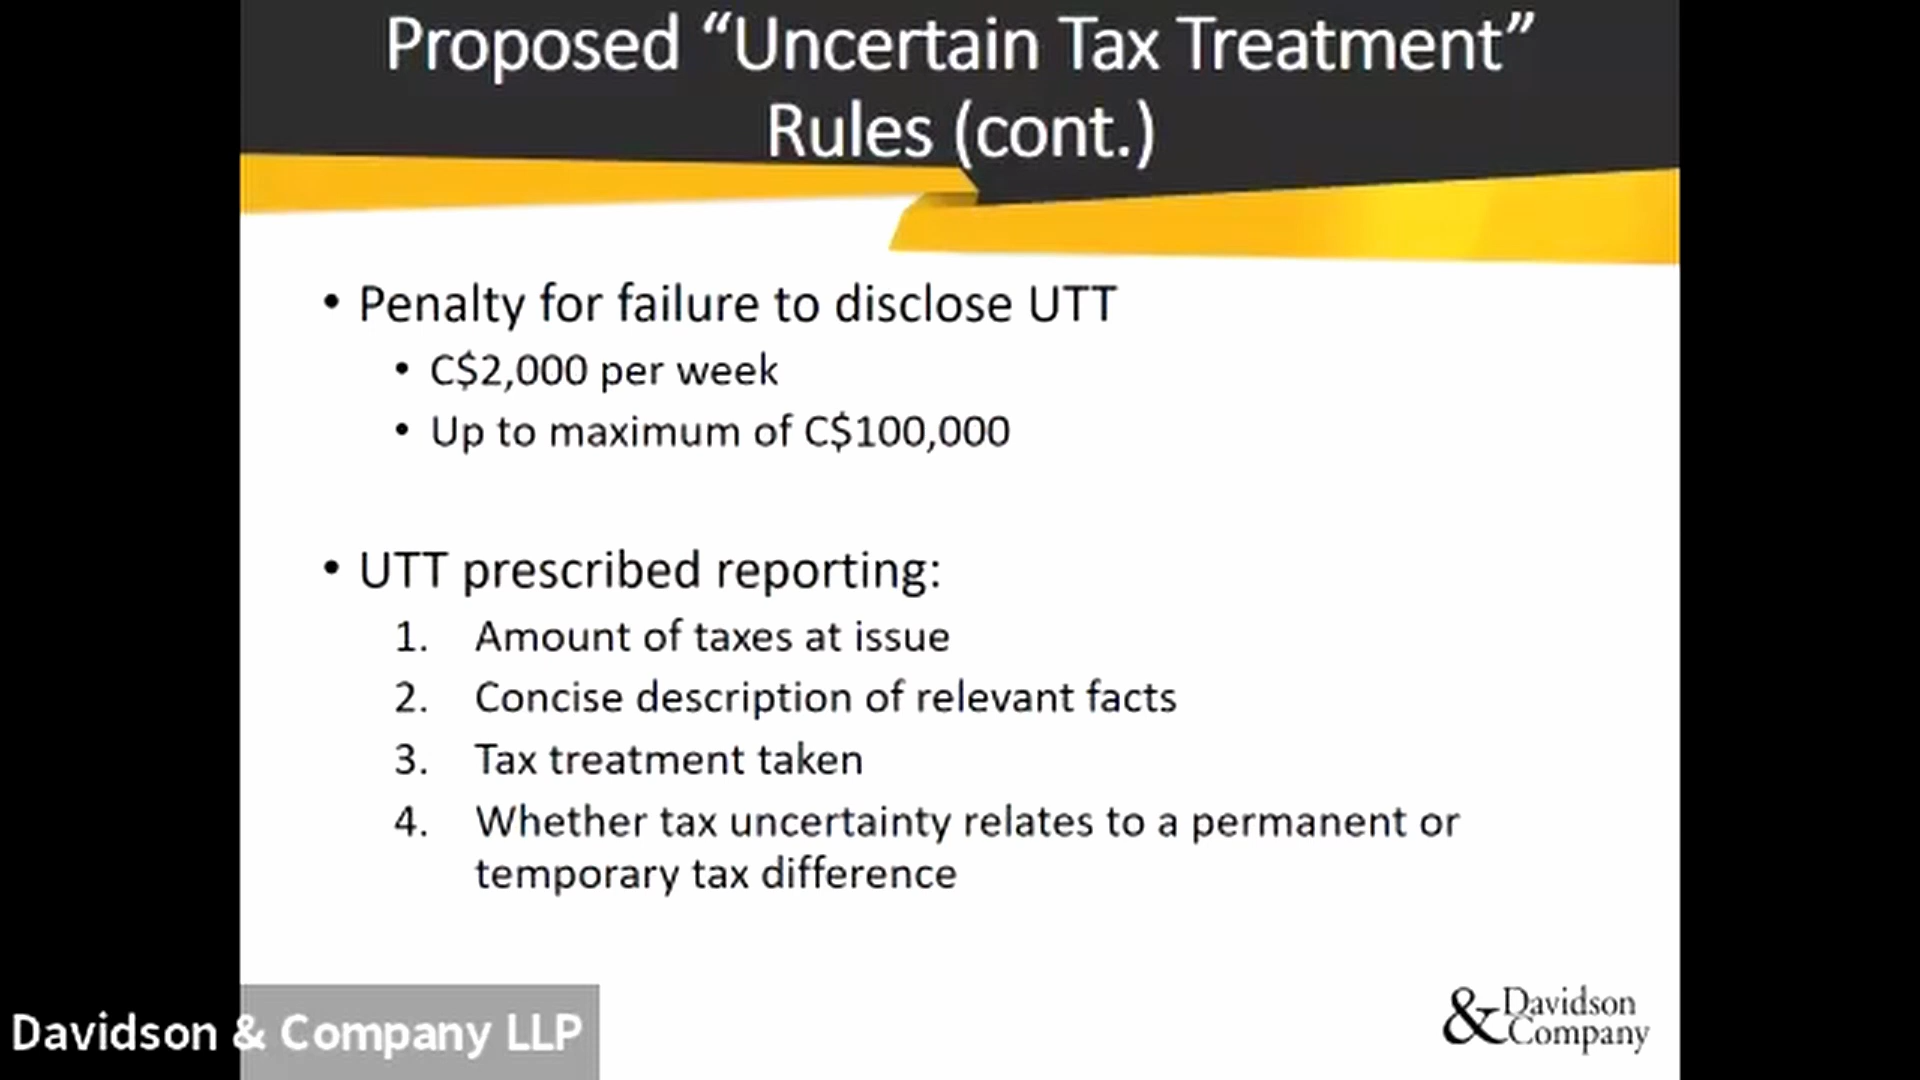 Proposed “Uncertain Tax Treatment”
Rules (cont.)
• Penalty for failure to disclose UTT
• C$2,000 per week
• Up to maximum of C$100,000
• UTT prescribed reporting:
1. Amount of taxes at issue
2. Concise description of relevant facts
3. Tax treatment taken
4. Whether tax uncertainty relates to a permanent or
temporary tax difference
Davidson & Company LLP
& Davidson
Company